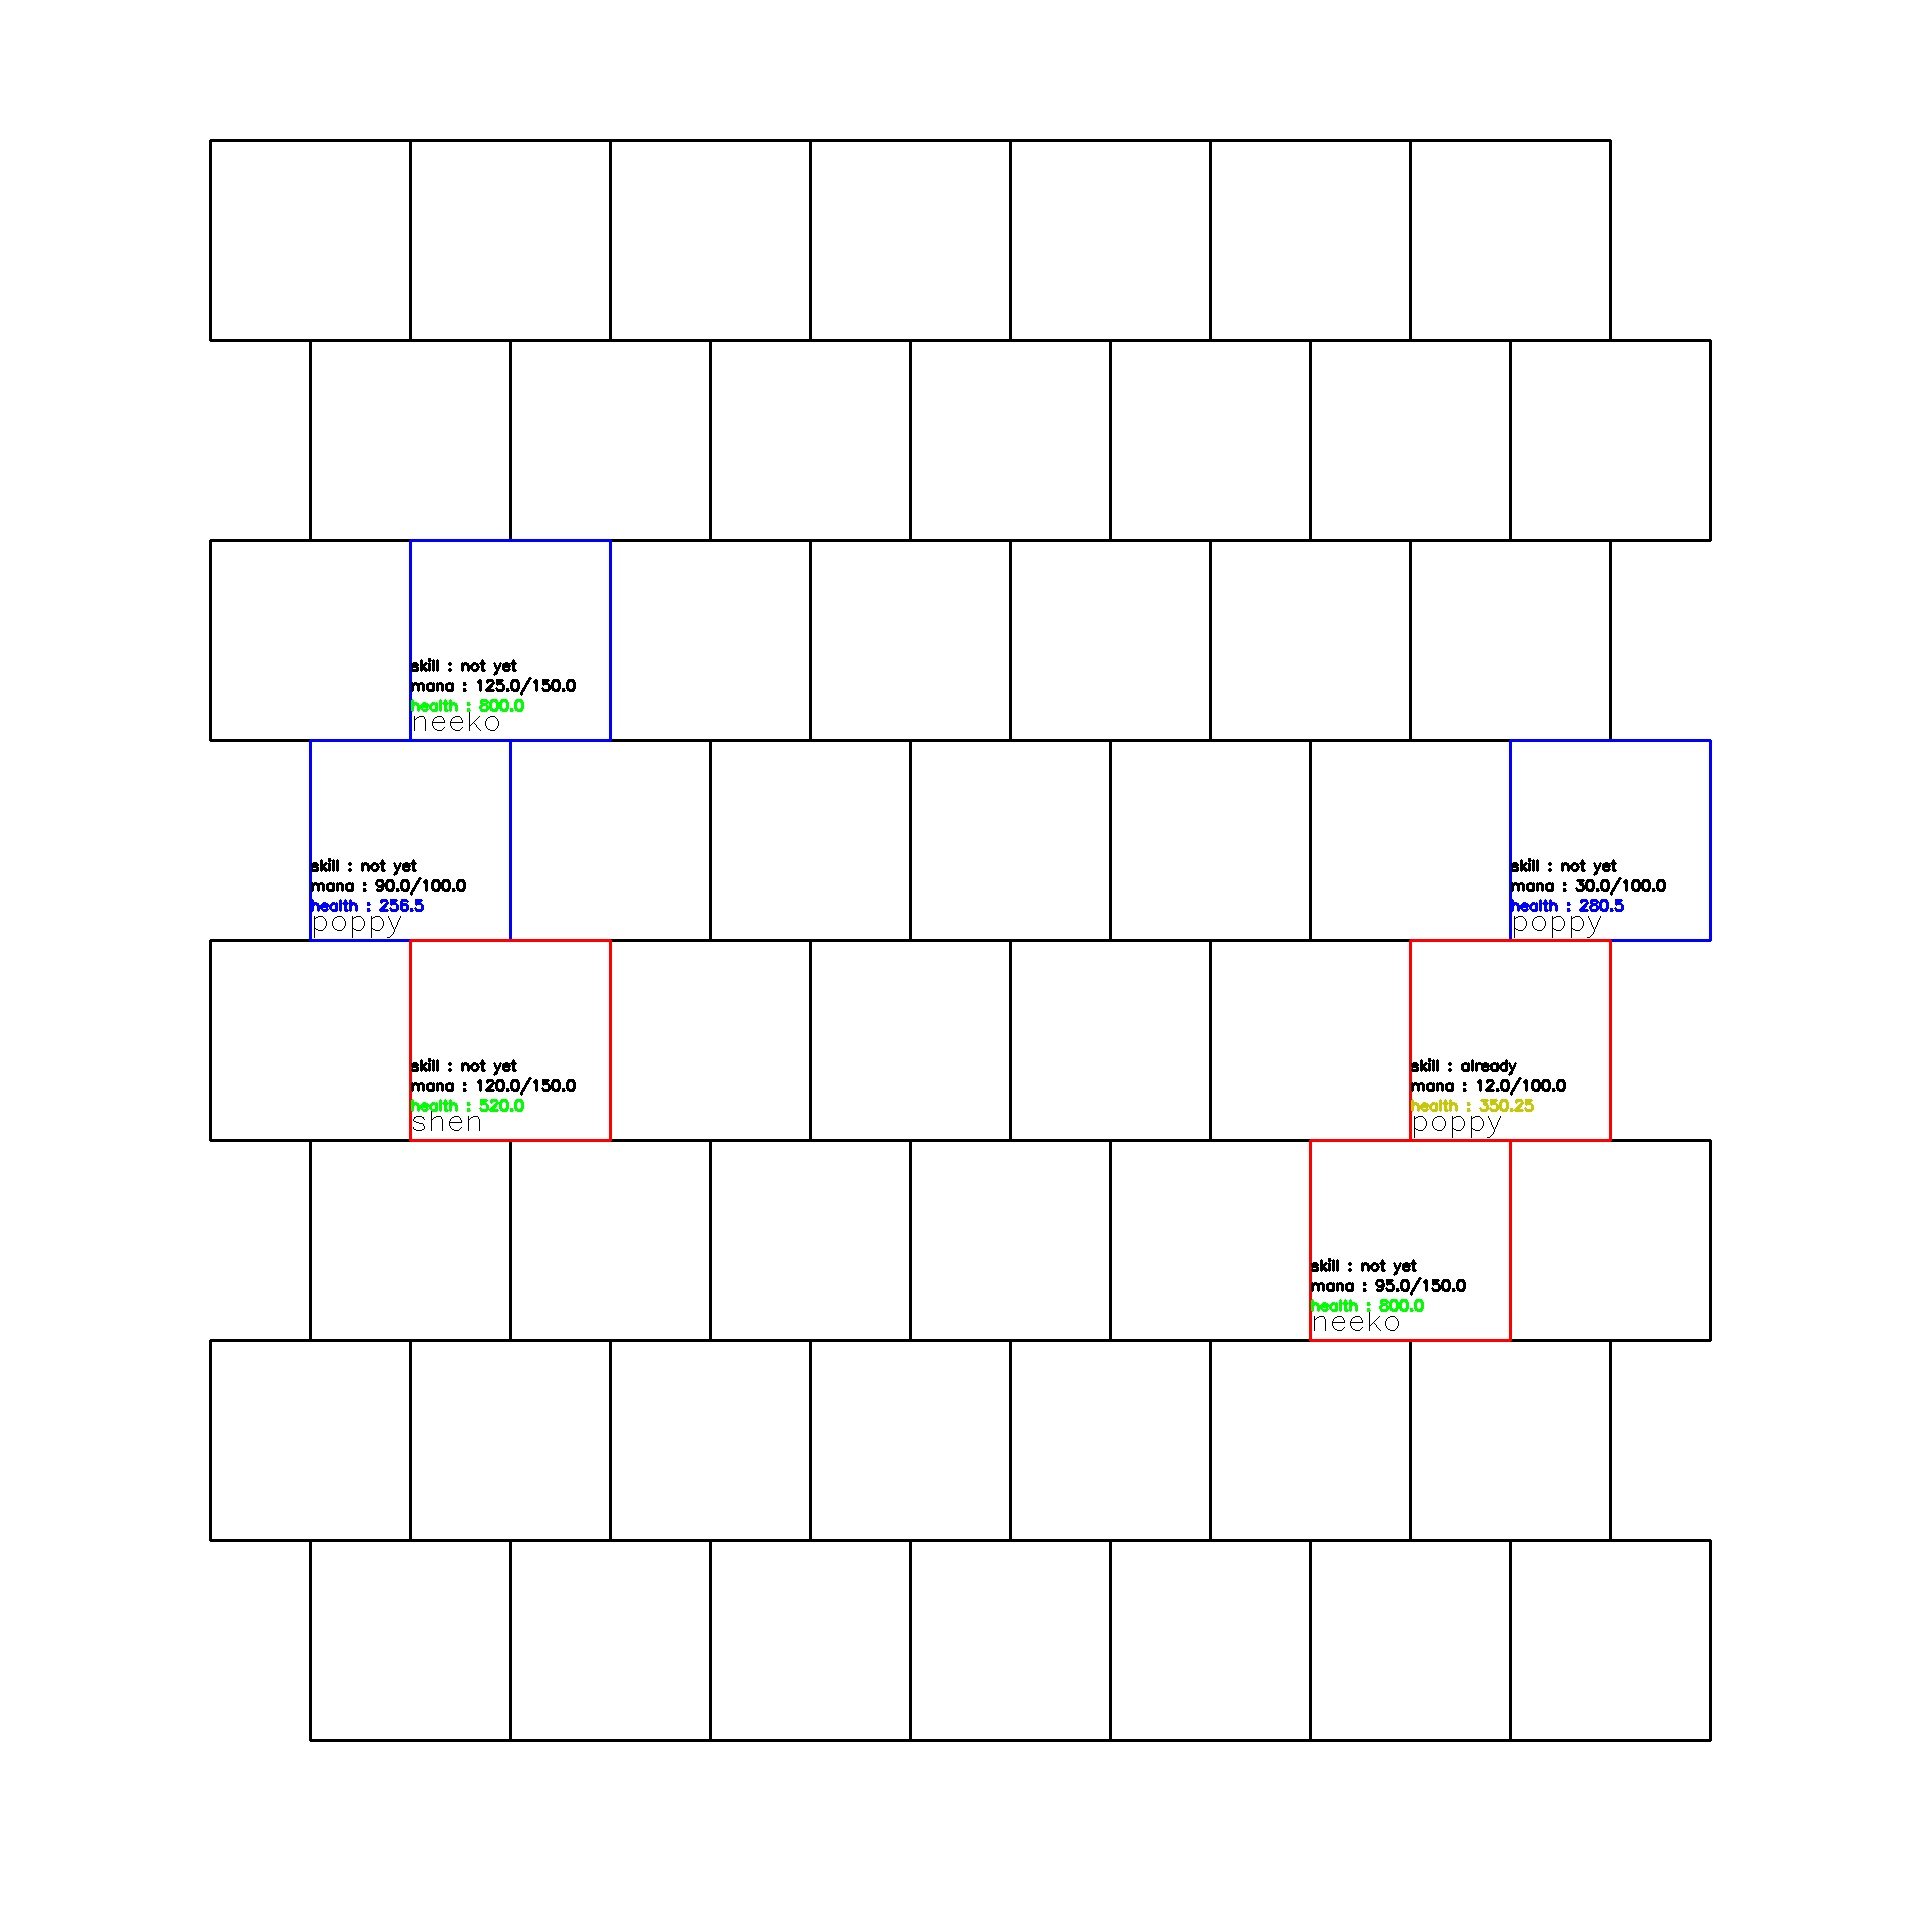 skill : not yet
mana : 125.0/150.0
health : 800.0
neeko
skill : not yet
mana : 90.0/100.0
health : 256.5
poppy
skill : not yet
mana : 30.0/100.0
health : 280.5
poppy
skill : not yet
mana : 120.0/150.0
health : 520.0
shen
skill : already
mana : 12.0/100.0
health : 350.25
poppy
skill : not yet
mana : 95.0/150.0
health : 800.0
neeko